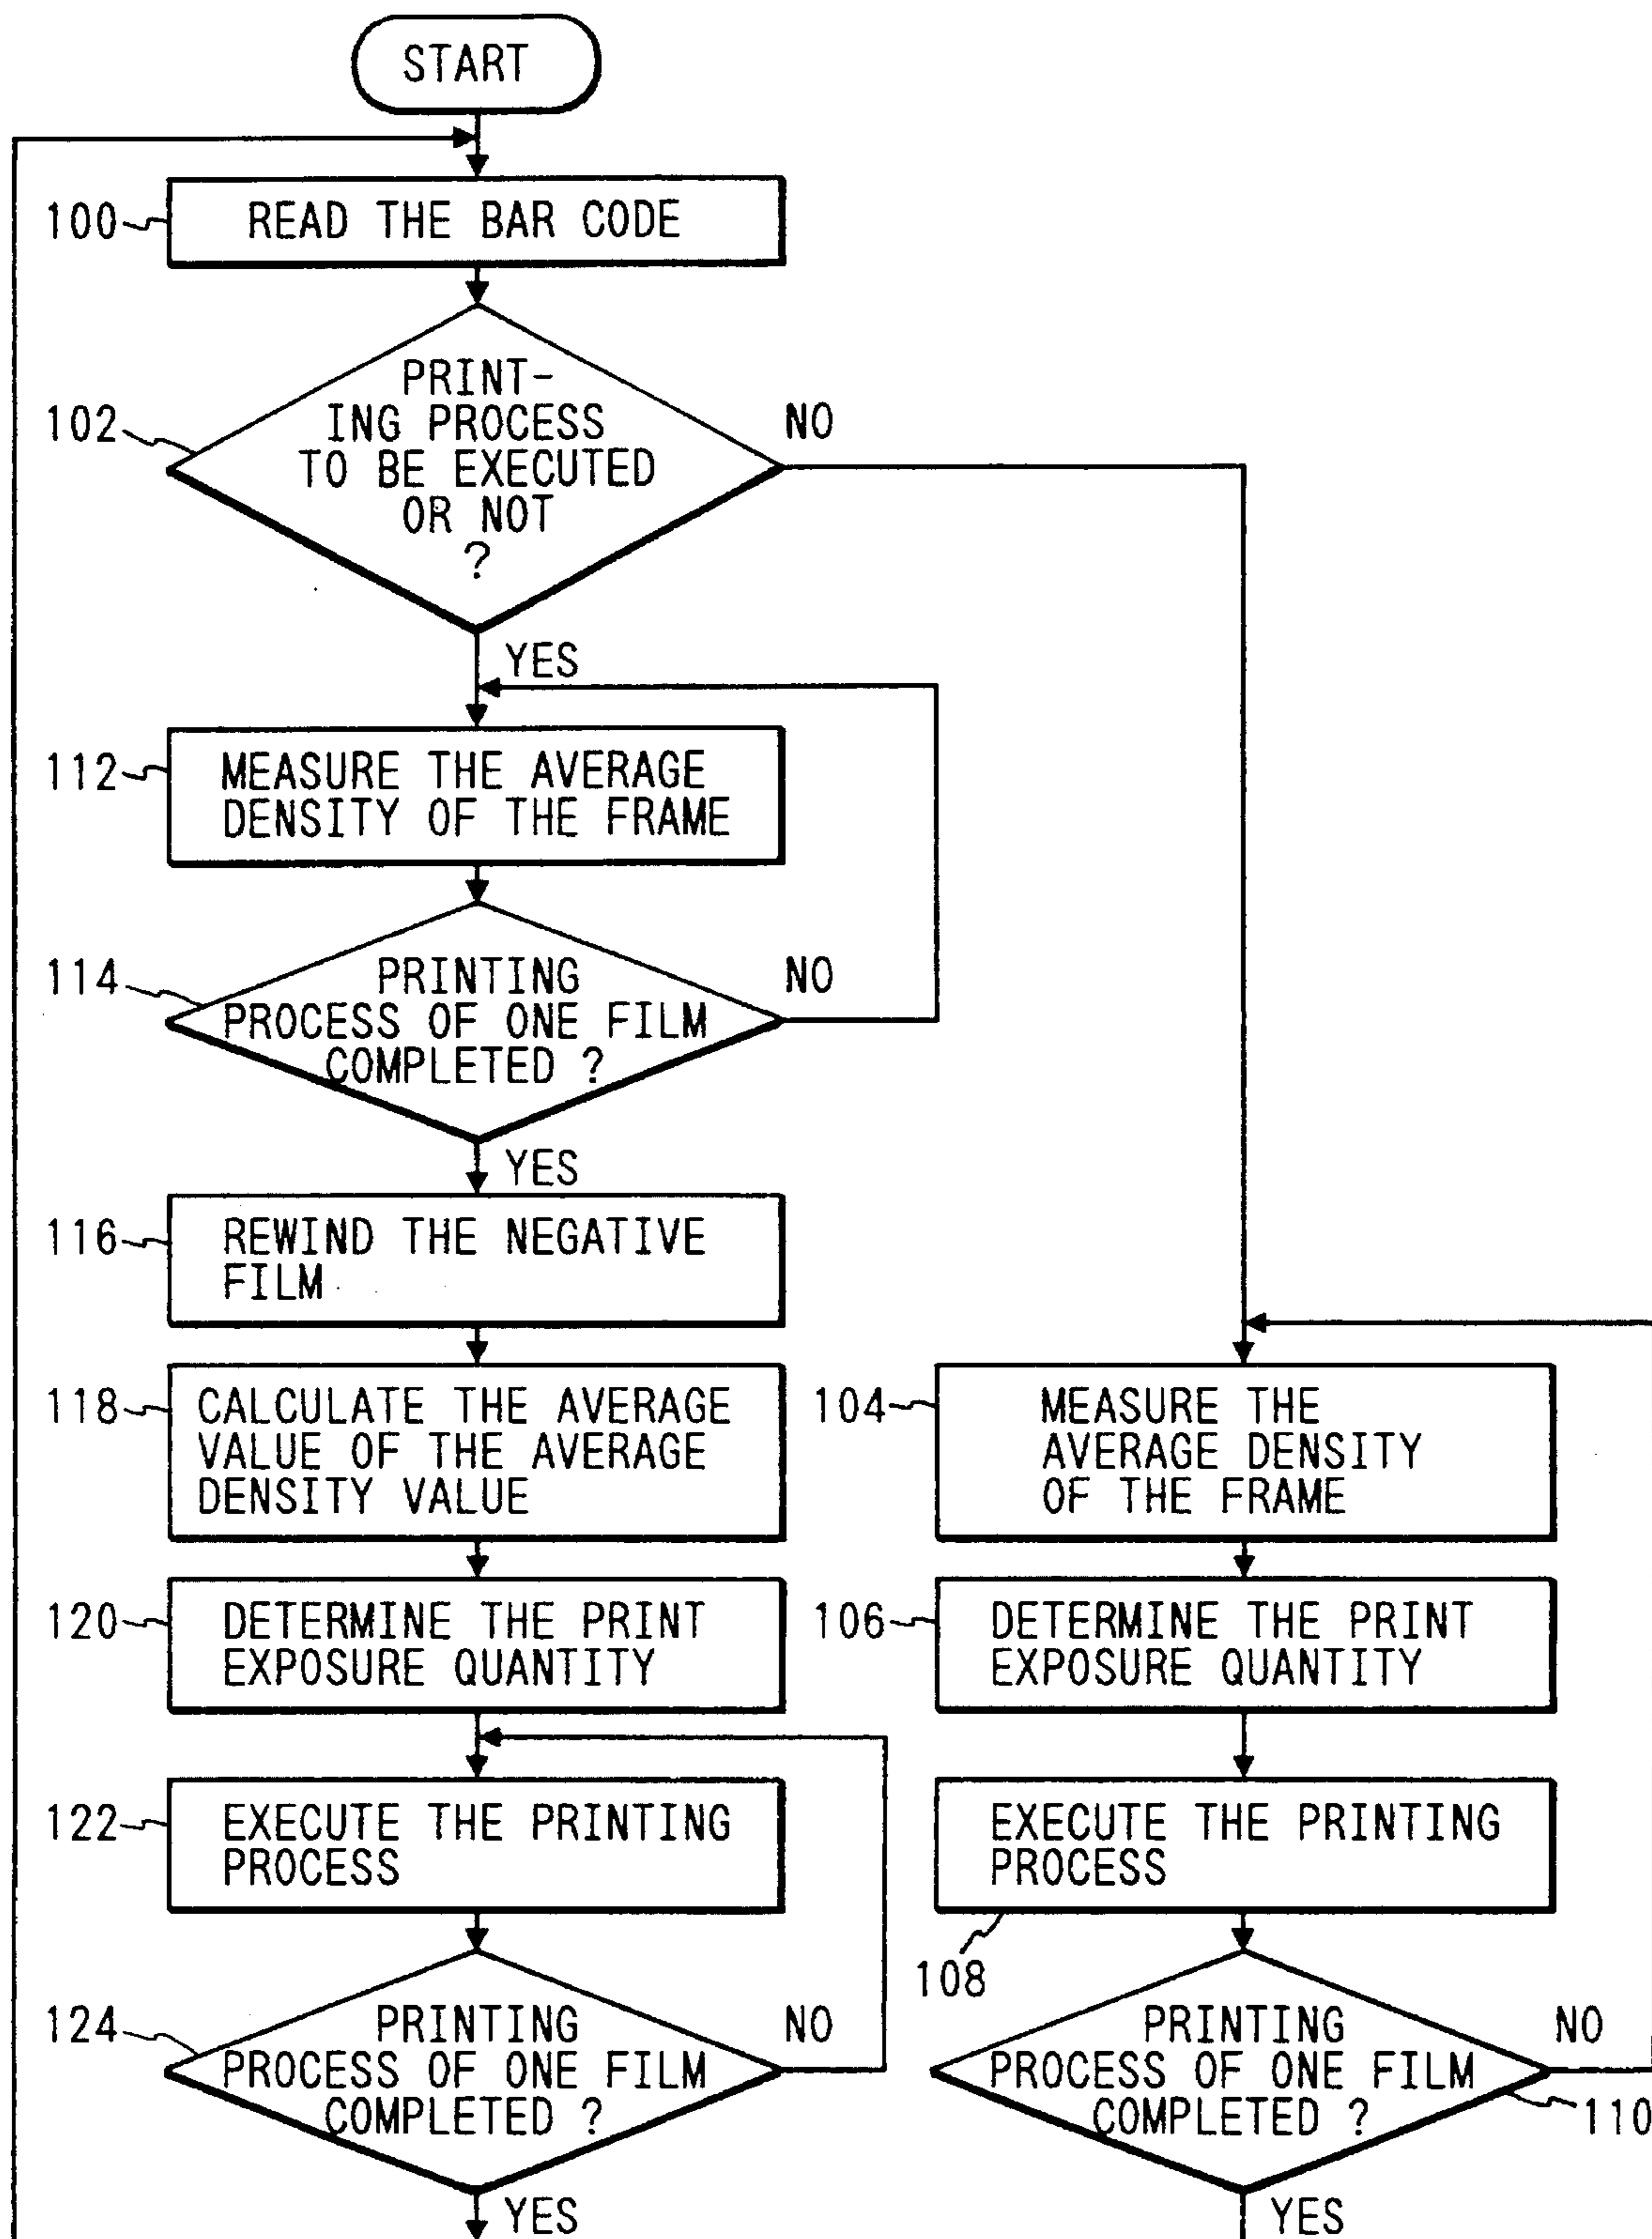 START
100
READ THE BAR CODE
102
PRINT-
ING PROCESS
TO BE EXECUTED
OR NOT
?
NO
YES
112
MEASURE THE AVERAGE
DENSITY OF THE FRAME
114
PRINTING
PROCESS OF ONE FILM
COMPLETED ?
NO
YES
116
REWIND THE NEGATIVE
FILM
118
CALCULATE THE AVERAGE
VALUE OF THE AVERAGE
DENSITY VALUE
120
DETERMINE THE PRINT
EXPOSURE QUANTITY
122
EXECUTE THE PRINTING
PROCESS
124
PRINTING
PROCESS OF ONE FILM
COMPLETED ?
NO
YES
104
MEASURE THE
AVERAGE DENSITY
OF THE FRAME
106
DETERMINE THE PRINT
EXPOSURE QUANTITY
EXECUTE THE PRINTING
PROCESS
108
PRINTING
PROCESS OF ONE FILM
COMPLETED ?
NO
110
YES